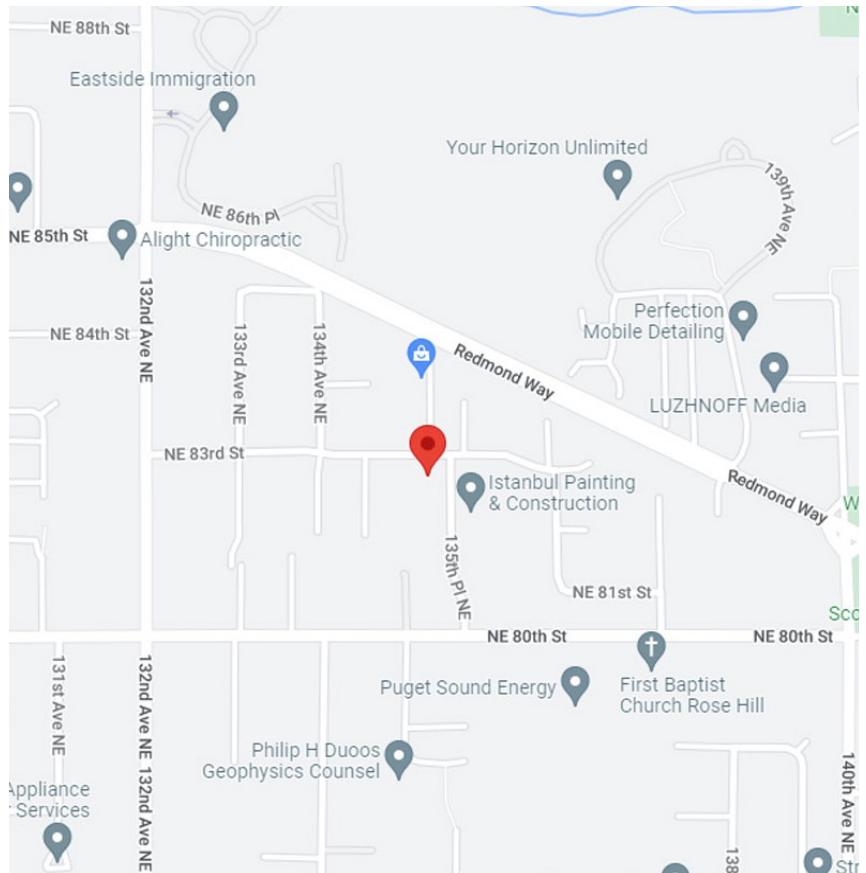 NE 88th St
N
Eastside Immigration
Your Horizon Unlimited
139th Ave NE
NE 86th Pl
NE 85th St
Alight Chiropractic
132nd Ave NE
NE 84th St
133rd Ave NE
134th Ave NE
Redmond Way
Perfection
Mobile Detailing
LUZHNOFF Media
NE 83rd St
Istanbul Painting
& Construction
Redmond Way
W
135th Pl NE
NE 81st St
Sco
NE 80th St
NE 80th St
131st Ave NE
132nd Ave NE
132nd Ave NE
Puget Sound Energy
First Baptist
Church Rose Hill
Philip H Duoos
Geophysics Counsel
140th Ave NE
Appliance
Services
138
Str